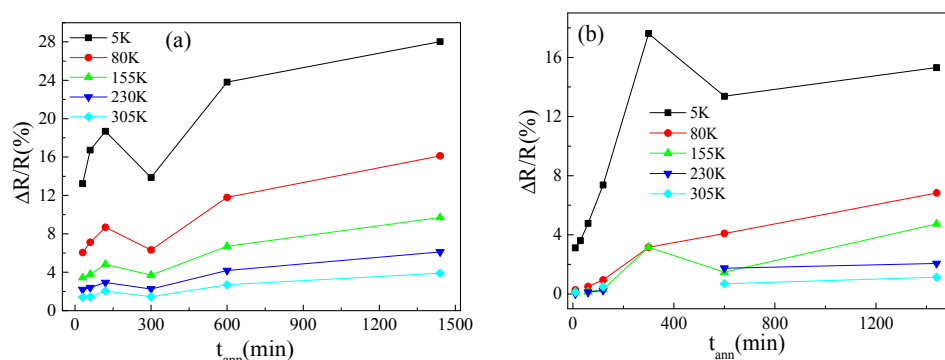 (a)
5K
80K
155K
230K
305K
28
24
20
16
12
8
4
0
ΔR/R(%)
0 300 600 900 1200 1500
t_ann(min)
(b)
5K
80K
155K
230K
305K
16
12
8
4
0
ΔR/R(%)
0 400 800 1200
t_ann(min)